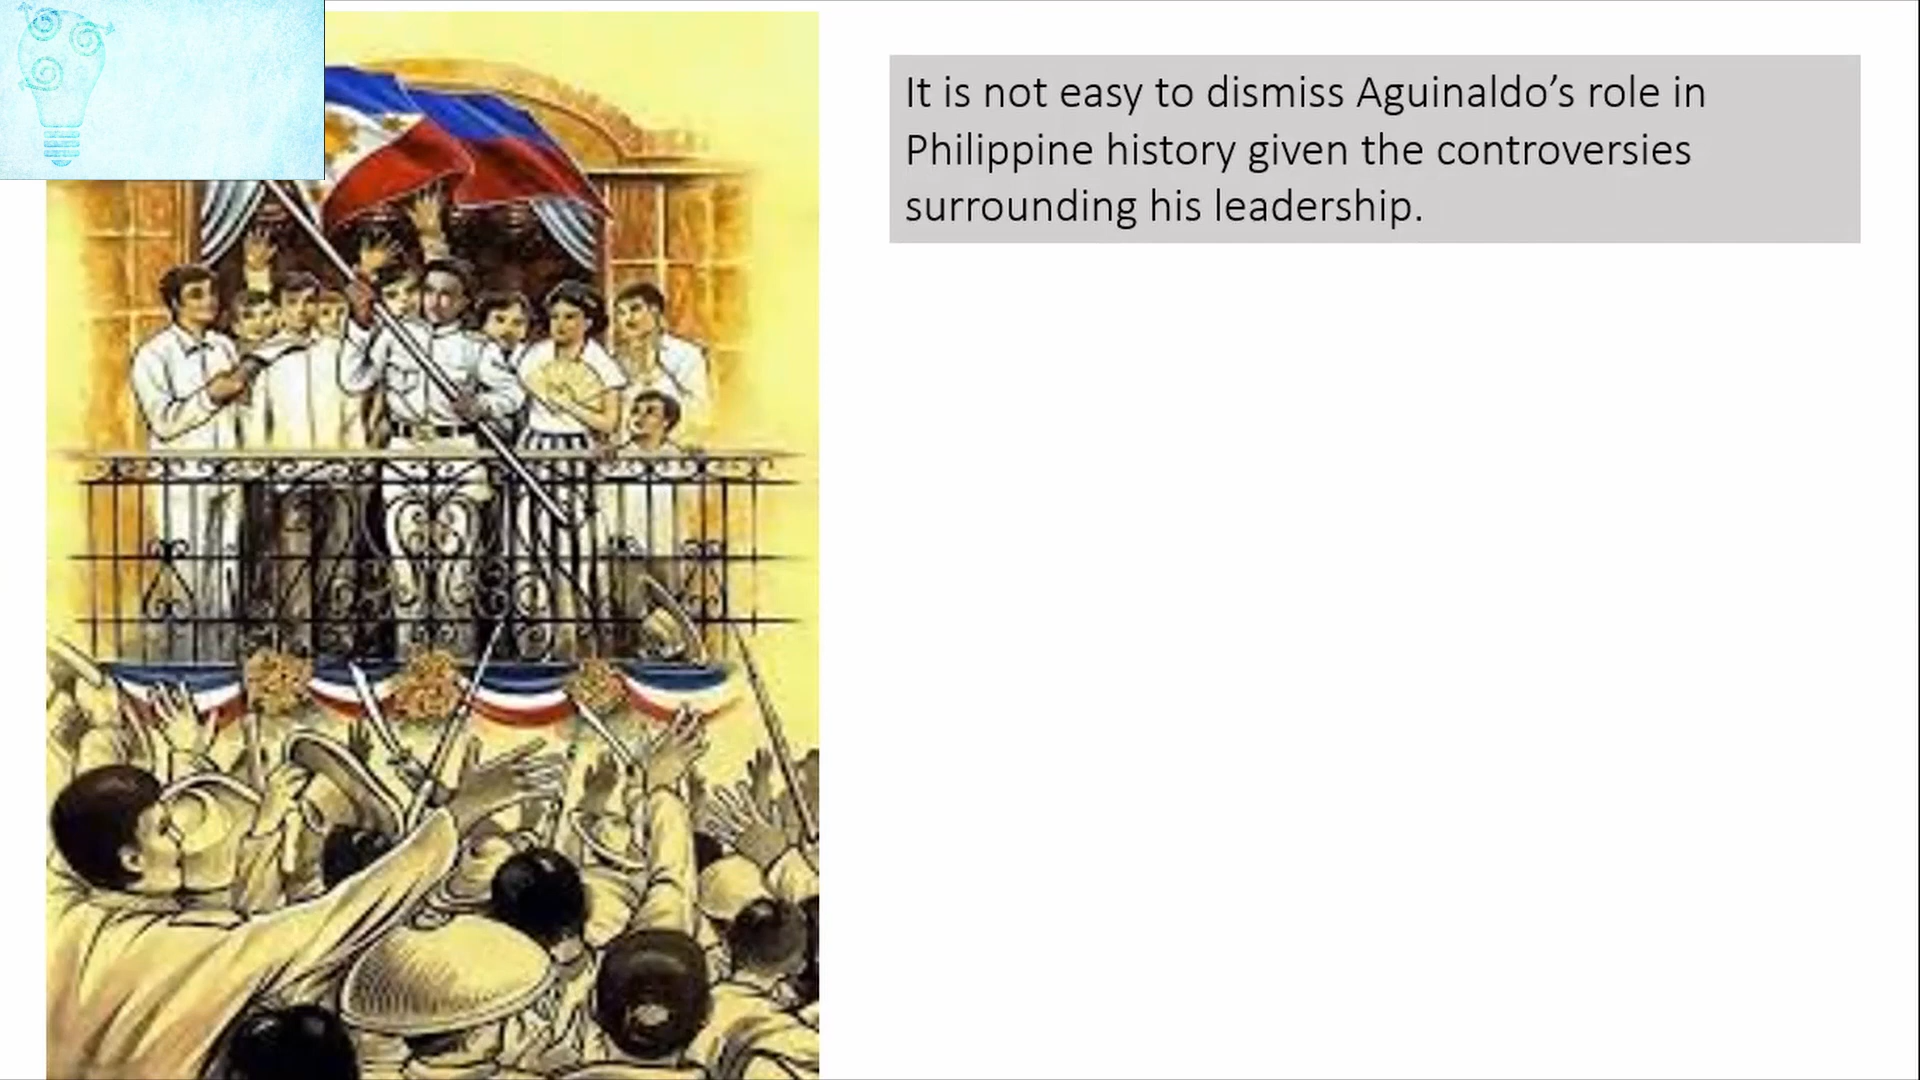 It is not easy to dismiss Aguinaldo’s role in
Philippine history given the controversies
surrounding his leadership.